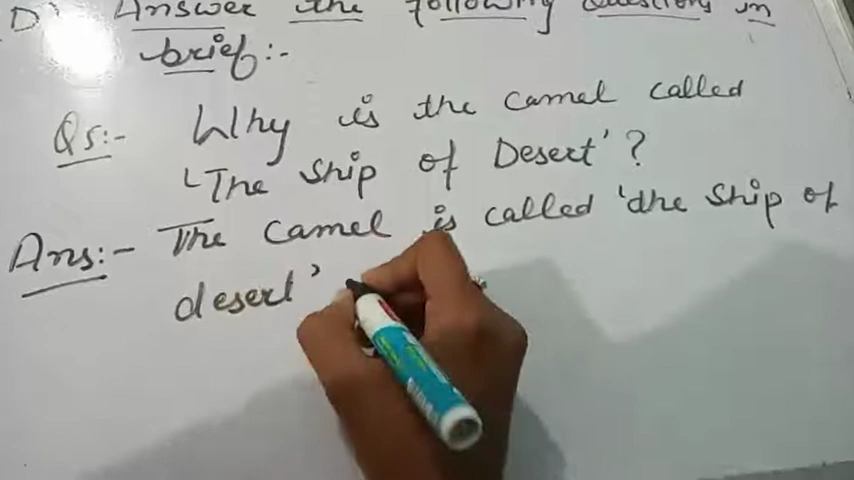 D) Answer the following Questions in
brief:-
Q5:- Why is the camel called
'The Ship of Desert'?
Ans:- The camel is called 'the ship of
desert'